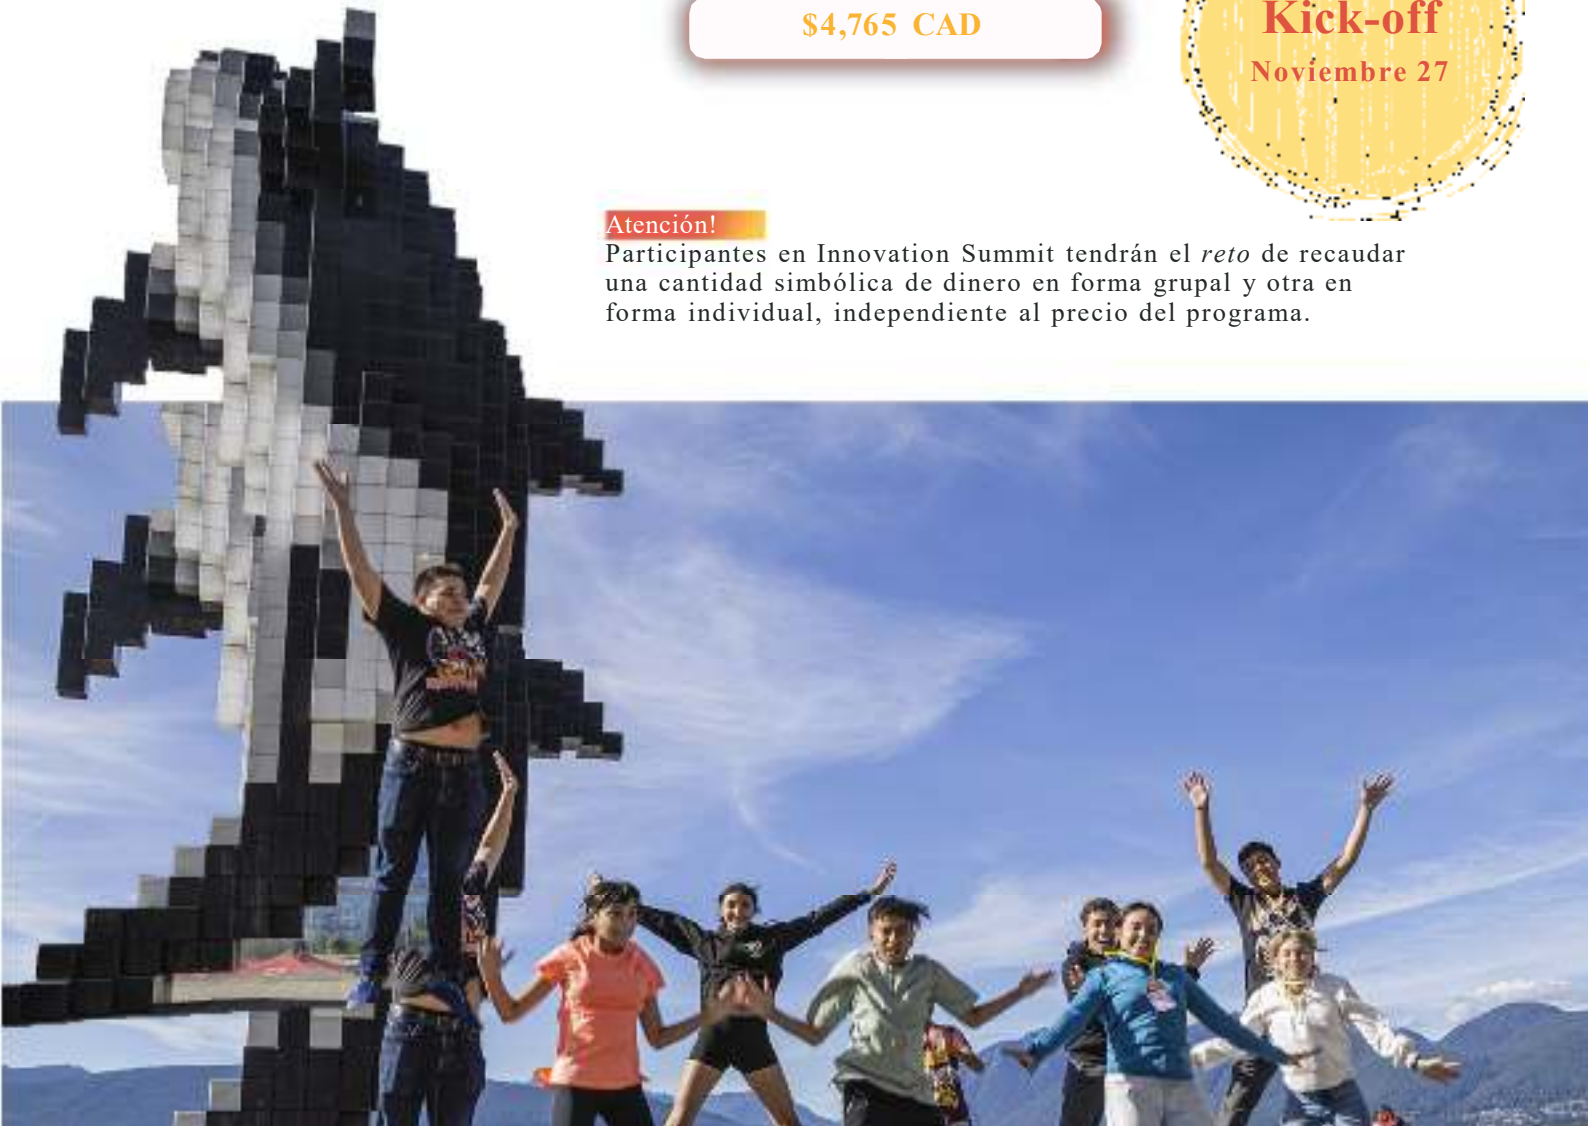 $4,765 CAD
Kick-off
Noviembre 27
Atención!
Participantes en Innovation Summit tendrán el reto de recaudar
una cantidad simbólica de dinero en forma grupal y otra en
forma individual, independiente al precio del programa.